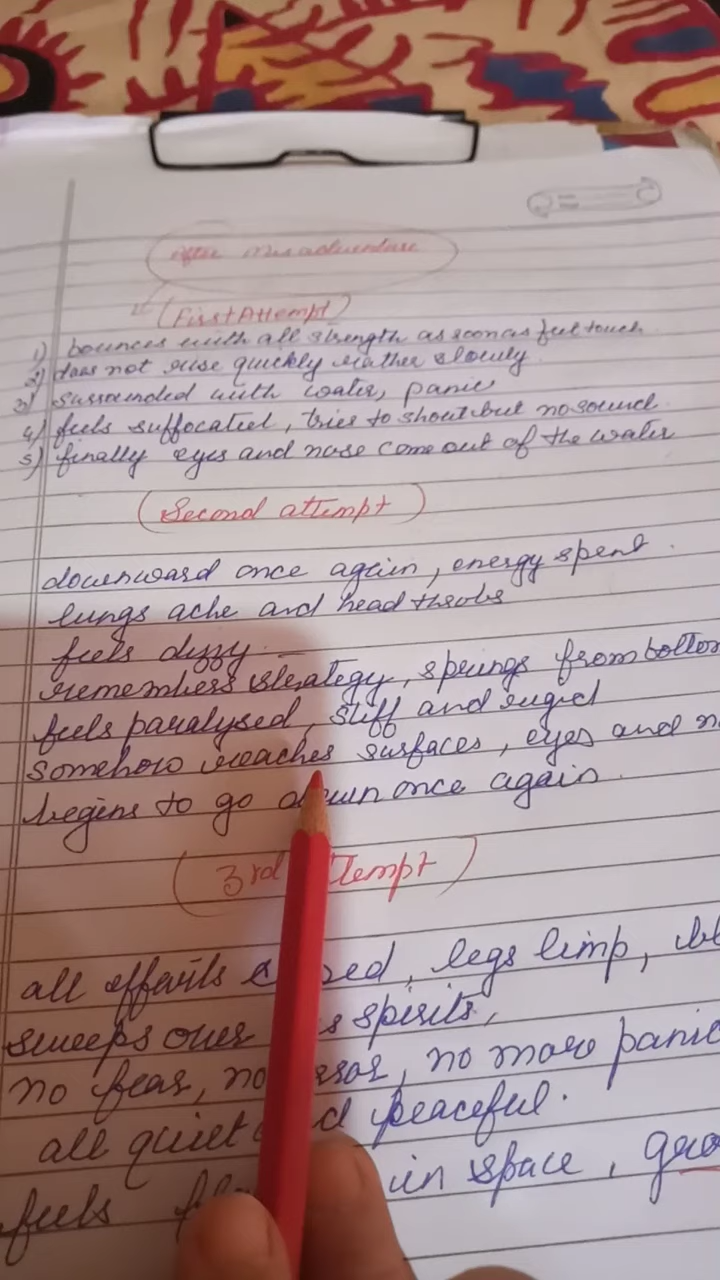 After misadventure
(First Attempt)
1) bounces with all strength as soon as feel touch
2) does not rise quickly rather slowly
3) surrounded with water, panic
4) feels suffocated, tries to shout but no sound
5) finally eyes and nose come out of the water
(Second attempt)
downward once again, energy spent.
lungs ache and head throbs
feels dizzy
remembers strategy, springs from bottom
feels paralysed, stiff and rigid
somehow reaches surfaces, eyes and
begins to go down once again.
(3rd
all efforts legs limp,
sweeps over spirits,
no fear, no more panic
all quiet peaceful.
feels in space,